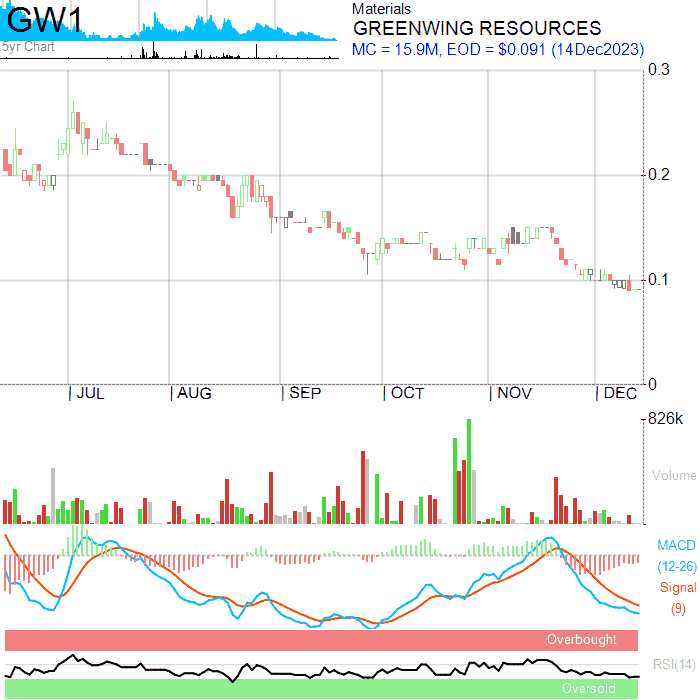 GW1
5yr Chart
Materials
GREENWING RESOURCES
MC = 15.9M, EOD = $0.091 (14Dec2023)
0.3
0.2
0.1
0
JUL AUG SEP OCT NOV DEC
826k
Volume
MACD
(12-26)
Signal
(9)
Overbought
RSI(14)
Oversold